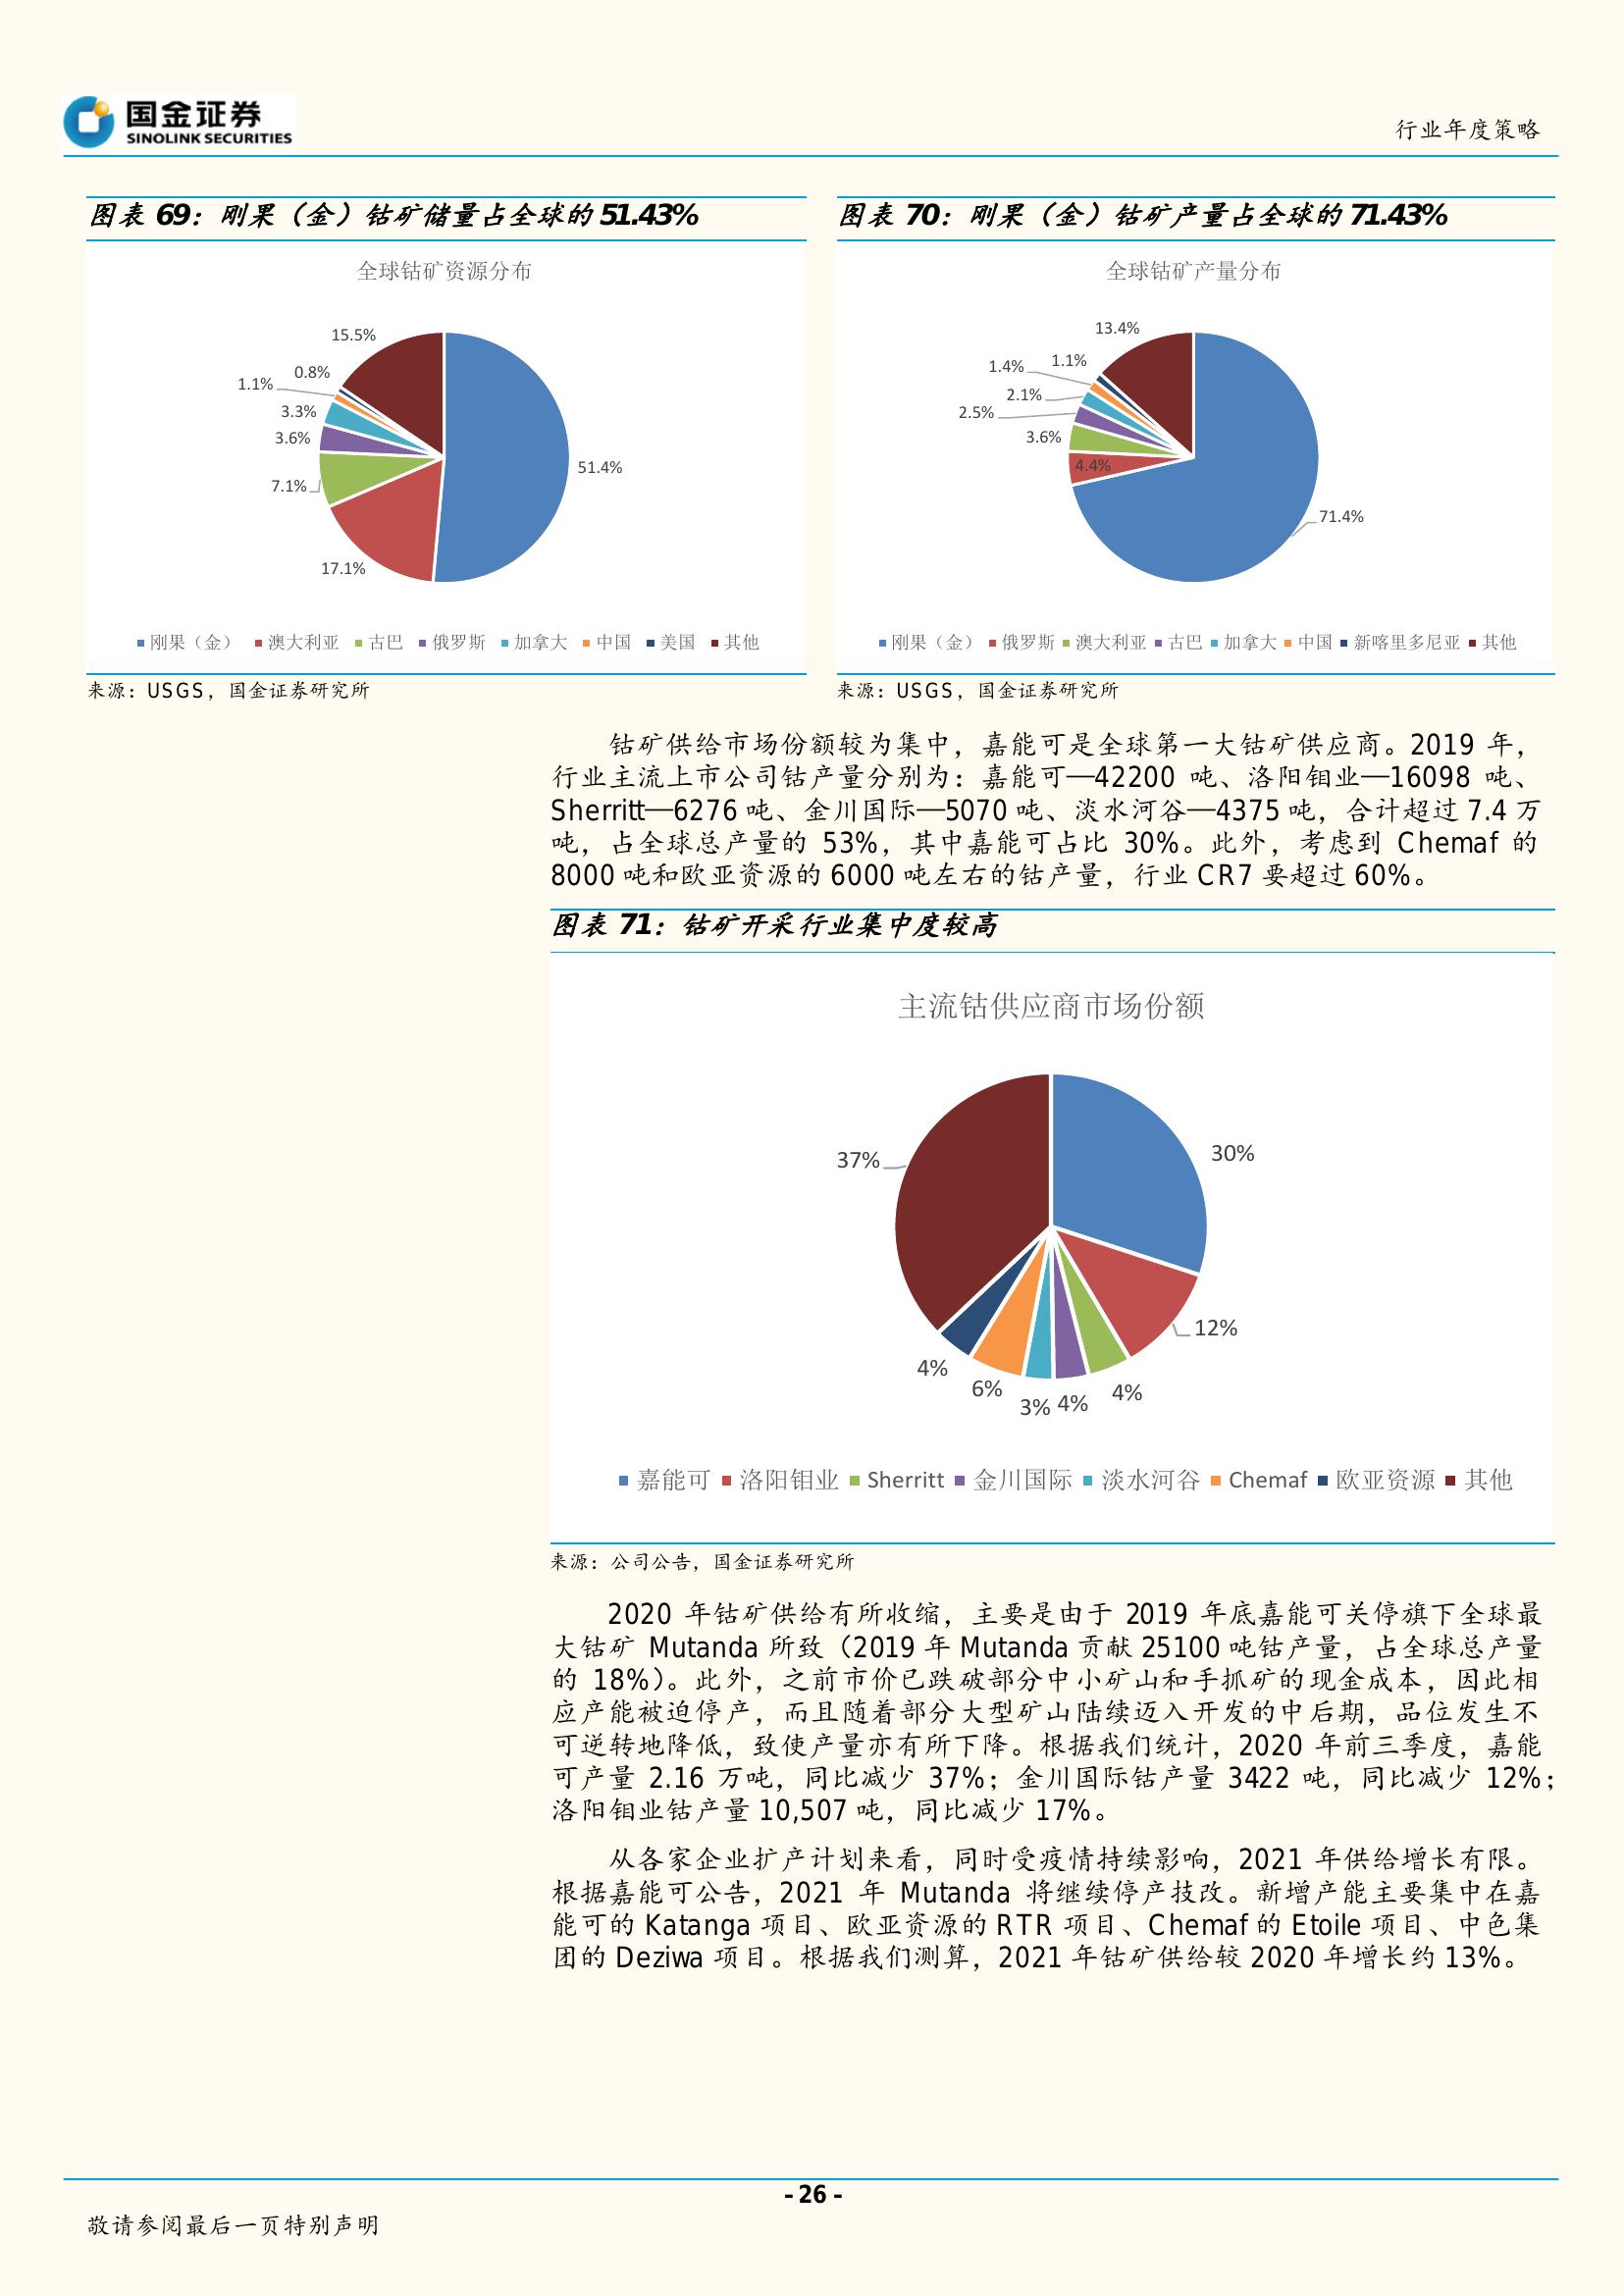 国金证券
SINOLINK SECURITIES
行业年度策略
图表 69：刚果（金）钴矿储量占全球的 51.43%
全球钴矿资源分布
15.5%
0.8%
1.1%
3.3%
3.6%
7.1%
17.1%
51.4%
刚果（金） 澳大利亚 古巴 俄罗斯 加拿大 中国 美国 其他
来源：USGS，国金证券研究所
图表 70：刚果（金）钴矿产量占全球的 71.43%
全球钴矿产量分布
13.4%
1.1%
1.4%
2.1%
2.5%
3.6%
4.4%
71.4%
刚果（金） 俄罗斯 澳大利亚 古巴 加拿大 中国 新喀里多尼亚 其他
来源：USGS，国金证券研究所
钴矿供给市场份额较为集中，嘉能可是全球第一大钴矿供应商。2019 年，
行业主流上市公司钴产量分别为：嘉能可—42200 吨、洛阳钼业—16098 吨、
Sherritt—6276 吨、金川国际—5070 吨、淡水河谷—4375 吨，合计超过 7.4 万
吨，占全球总产量的 53%，其中嘉能可占比 30%。此外，考虑到 Chemaf 的
8000 吨和欧亚资源的 6000 吨左右的钴产量，行业 CR7 要超过 60%。
图表 71：钴矿开采行业集中度较高
主流钴供应商市场份额
37%
30%
12%
4%
6%
3%
4%
4%
嘉能可 洛阳钼业 Sherritt 金川国际 淡水河谷 Chemaf 欧亚资源 其他
来源：公司公告，国金证券研究所
2020 年钴矿供给有所收缩，主要是由于 2019 年底嘉能可关停旗下全球最
大钴矿 Mutanda 所致（2019 年 Mutanda 贡献 25100 吨钴产量，占全球总产量
的 18%）。此外，之前市价已跌破部分中小矿山和手抓矿的现金成本，因此相
应产能被迫停产，而且随着部分大型矿山陆续迈入开发的中后期，品位发生不
可逆转地降低，致使产量亦有所下降。根据我们统计，2020 年前三季度，嘉能
可产量 2.16 万吨，同比减少 37%；金川国际钴产量 3422 吨，同比减少 12%；
洛阳钼业钴产量 10,507 吨，同比减少 17%。
从各家企业扩产计划来看，同时受疫情持续影响，2021 年供给增长有限。
根据嘉能可公告，2021 年 Mutanda 将继续停产技改。新增产能主要集中在嘉
能可的 Katanga 项目、欧亚资源的 RTR 项目、Chemaf 的 Etoile 项目、中色集
团的 Deziwa 项目。根据我们测算，2021 年钴矿供给较 2020 年增长约 13%。
- 26 -
敬请参阅最后一页特别声明